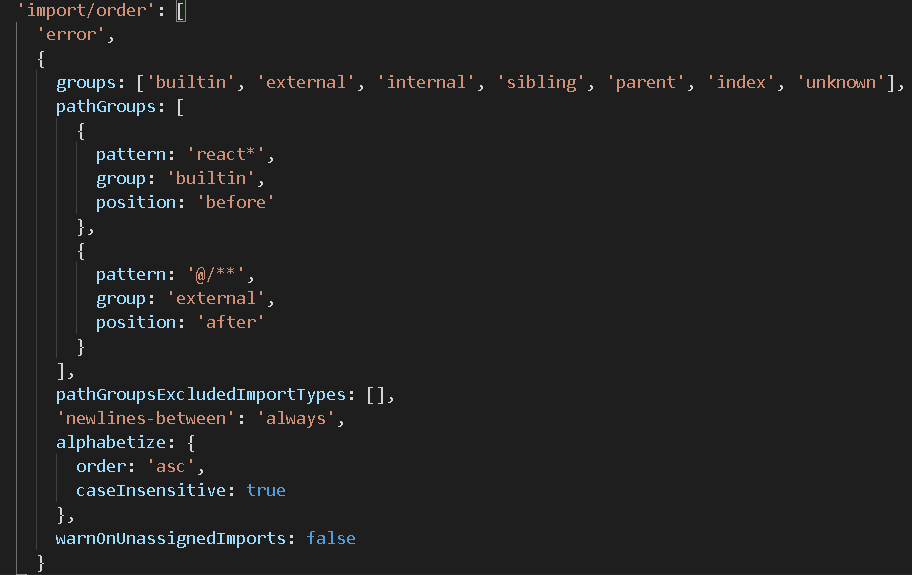 'import/order': [
'error',
{
groups: ['builtin', 'external', 'internal', 'sibling', 'parent', 'index', 'unknown'],
pathGroups: [
{
pattern: 'react*',
group: 'builtin',
position: 'before'
},
{
pattern: '@/**',
group: 'external',
position: 'after'
}
],
pathGroupsExcludedImportTypes: [],
'newlines-between': 'always',
alphabetize: {
order: 'asc',
caseInsensitive: true
},
warnOnUnassignedImports: false
}